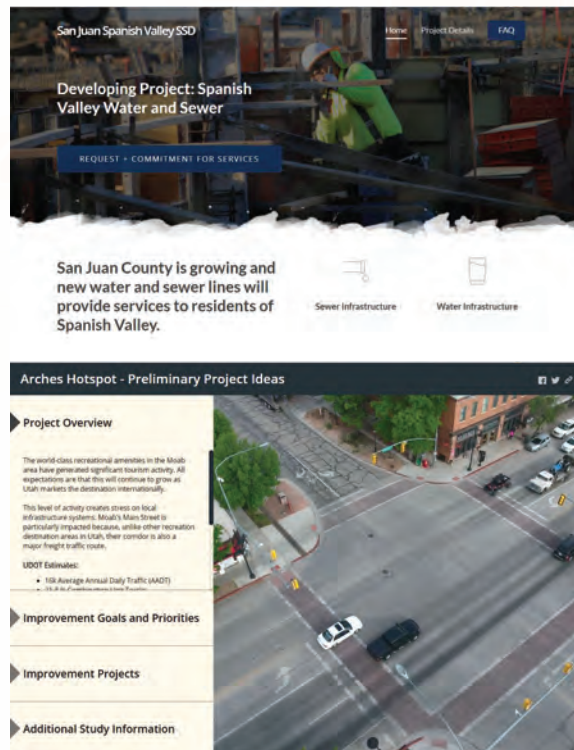 San Juan Spanish Valley SSD
Home Project Details FAQ
Developing Project: Spanish
Valley Water and Sewer
REQUEST + COMMITMENT FOR SERVICES
San Juan County is growing and
new water and sewer lines will
provide services to residents of
Spanish Valley.
Sewer Infrastructure Water Infrastructure
Arches Hotspot - Preliminary Project Ideas
Project Overview
The world-class recreational amenities in the Moab
area have generated significant tourism activity. All
expectations are that this will continue to grow as
Utah markets the destination internationally.
This level of activity creates stress on local
infrastructure systems. Moab's Main Street is
particularly impacted because, unlike other recreation
destination areas in Utah, their corridor is also a
major freight traffic route.
UDOT Estimates:
• 16k Average Annual Daily Traffic (AADT)
Improvement Goals and Priorities
Improvement Projects
Additional Study Information